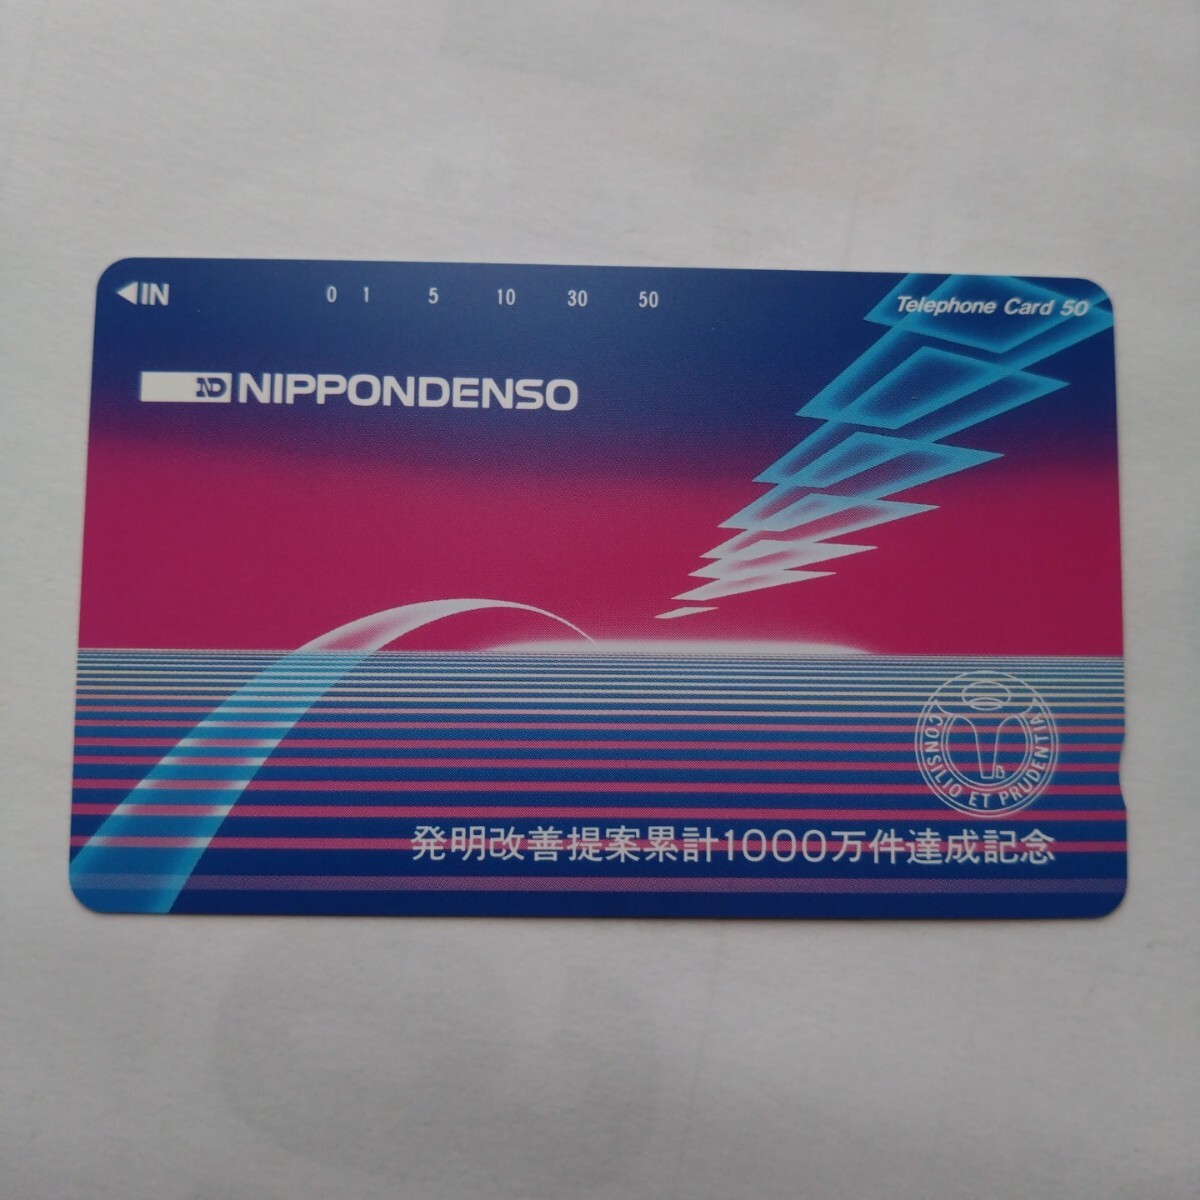 ◀IN 0 1 5 10 30 50 Telephone Card 50
ND NIPPONDENSO
CONSILIO ET PRUDENTIA
発明改善提案累計1000万件達成記念